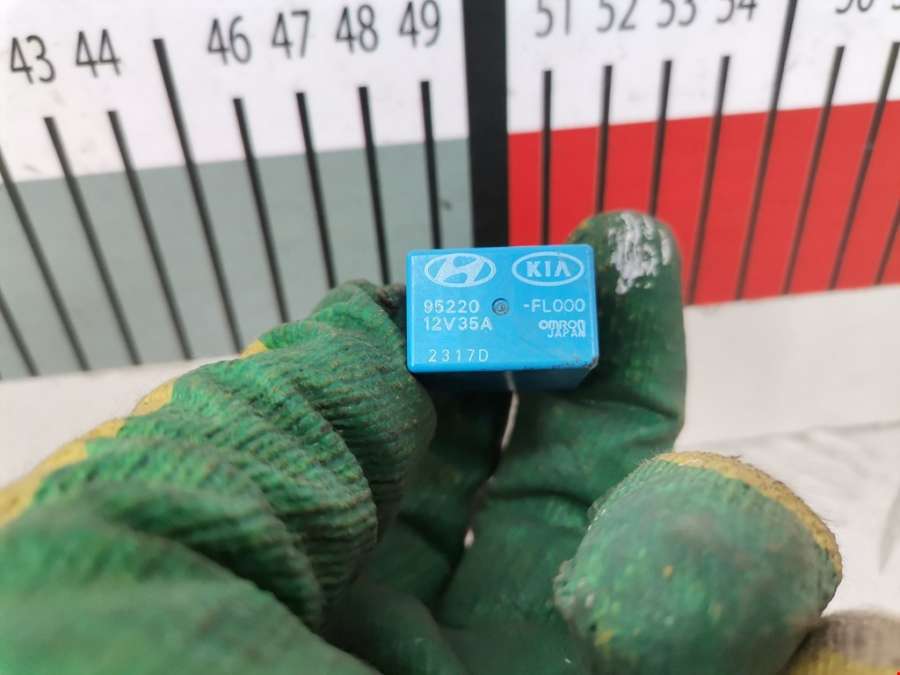 43 44 46 47 48 49 51 52 53 54
KIA
95220 -FL000
12V35A OMRON
JAPAN
2317D